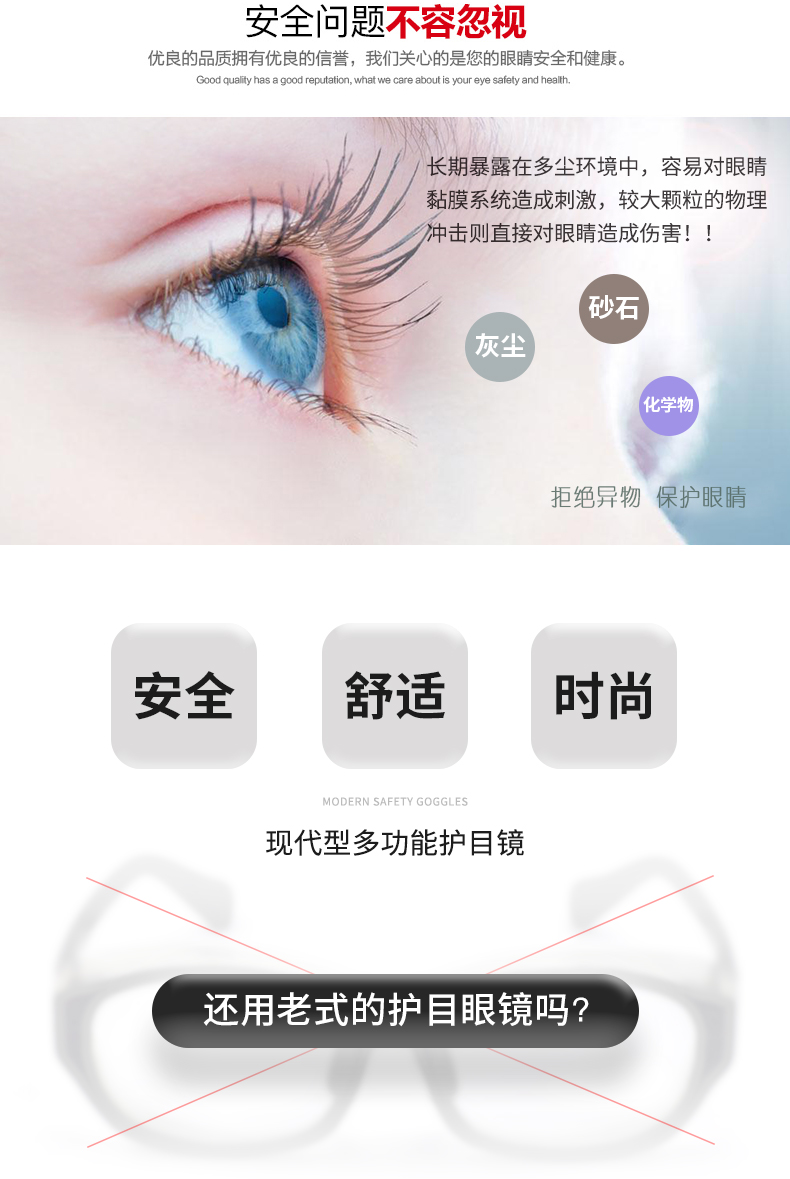 安全问题不容忽视
优良的品质拥有优良的信誉，我们关心的是您的眼睛安全和健康。
Good quality has a good reputation, what we care about is your eye safety and health.
长期暴露在多尘环境中，容易对眼睛
黏膜系统造成刺激，较大颗粒的物理
冲击则直接对眼睛造成伤害！！
砂石
灰尘
化学物
拒绝异物 保护眼睛
安全 舒适 时尚
MODERN SAFETY GOGGLES
现代型多功能护目镜
还用老式的护目眼镜吗?